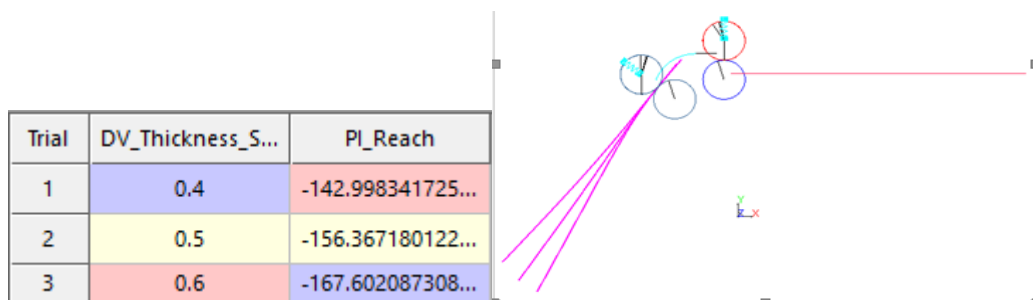 Trial DV_Thickness_S... PI_Reach
1 0.4 -142.998341725...
2 0.5 -156.367180122...
3 0.6 -167.602087308...
Y
Z X